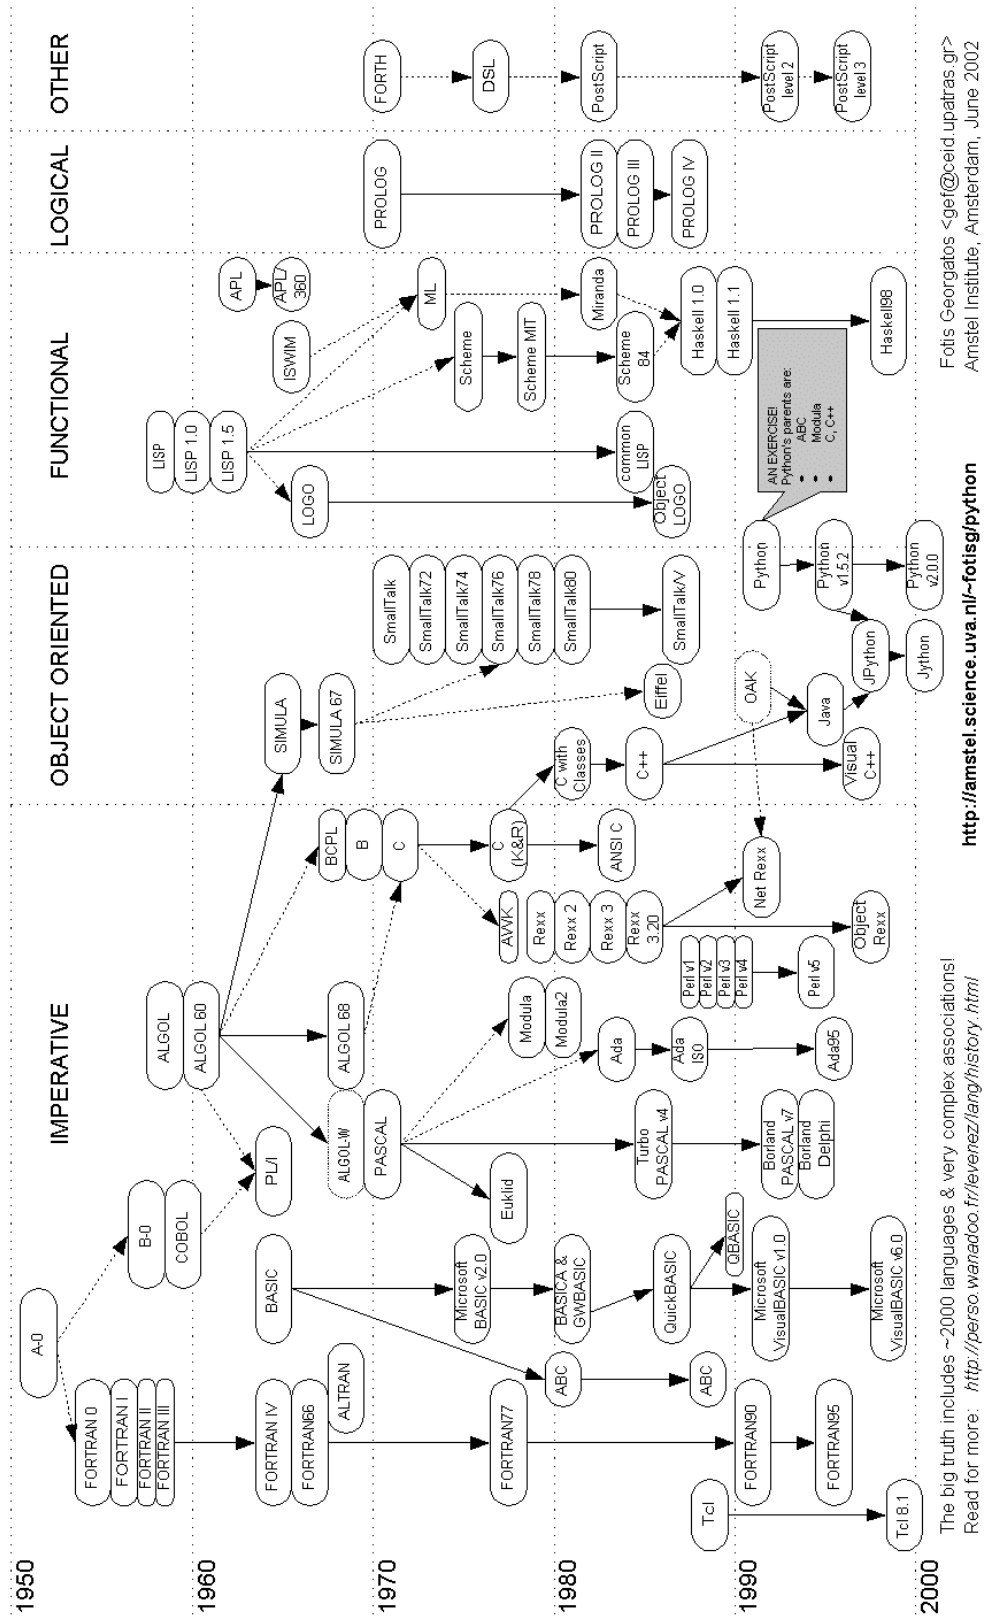 IMPERATIVE
OBJECT ORIENTED
FUNCTIONAL
LOGICAL
OTHER
1950
1960
1970
1980
1990
2000
A-0
FORTRAN 0
FORTRAN I
FORTRAN II
FORTRAN III
FORTRAN IV
FORTRAN66
ALTRAN
FORTRAN77
FORTRAN90
FORTRAN95
Tcl
Tcl 8.1
ABC
ABC
BASIC
Microsoft
BASIC v2.0
BASICA &
GWBASIC
QuickBASIC
QBASIC
Microsoft
VisualBASIC v1.0
Microsoft
VisualBASIC v6.0
B-0
COBOL
PL/I
ALGOL-W
PASCAL
Euklid
Turbo
PASCAL v4
Borland
PASCAL v7
Borland
Delphi
ALGOL
ALGOL 60
ALGOL 68
Modula
Modula2
Ada
Ada
ISO
Ada95
Perl v1
Perl v2
Perl v3
Perl v4
Perl v5
AWK
Rexx
Rexx 2
Rexx 3
Rexx
3.20
Net Rexx
Object
Rexx
BCPL
B
C
C
(K&R)
ANSI C
C with
Classes
C++
Visual
C++
SIMULA
SIMULA 67
Eiffel
OAK
Java
JPython
Jython
SmallTalk
SmallTalk72
SmallTalk74
SmallTalk76
SmallTalk78
SmallTalk80
SmallTalk/V
Python
Python
v1.5.2
Python
v2.0.0
AN EXERCISE!
Python's parents are:
• ABC
• Modula
• C, C++
LISP
LISP 1.0
LISP 1.5
LOGO
common
LISP
Object
LOGO
ISWIM
APL
APL/
360
ML
Scheme
Scheme MIT
Scheme
84
Miranda
Haskell 1.0
Haskell 1.1
Haskell98
PROLOG
PROLOG II
PROLOG III
PROLOG IV
FORTH
DSL
PostScript
PostScript
level 2
PostScript
level 3
The big truth includes ~2000 languages & very complex associations!
Read for more: http://perso.wanadoo.fr/levenez/lang/history.html
http://amstel.science.uva.nl/~fotisg/python
Fotis Georgatos <gef@ceid.upatras.gr>
Amstel Institute, Amsterdam, June 2002